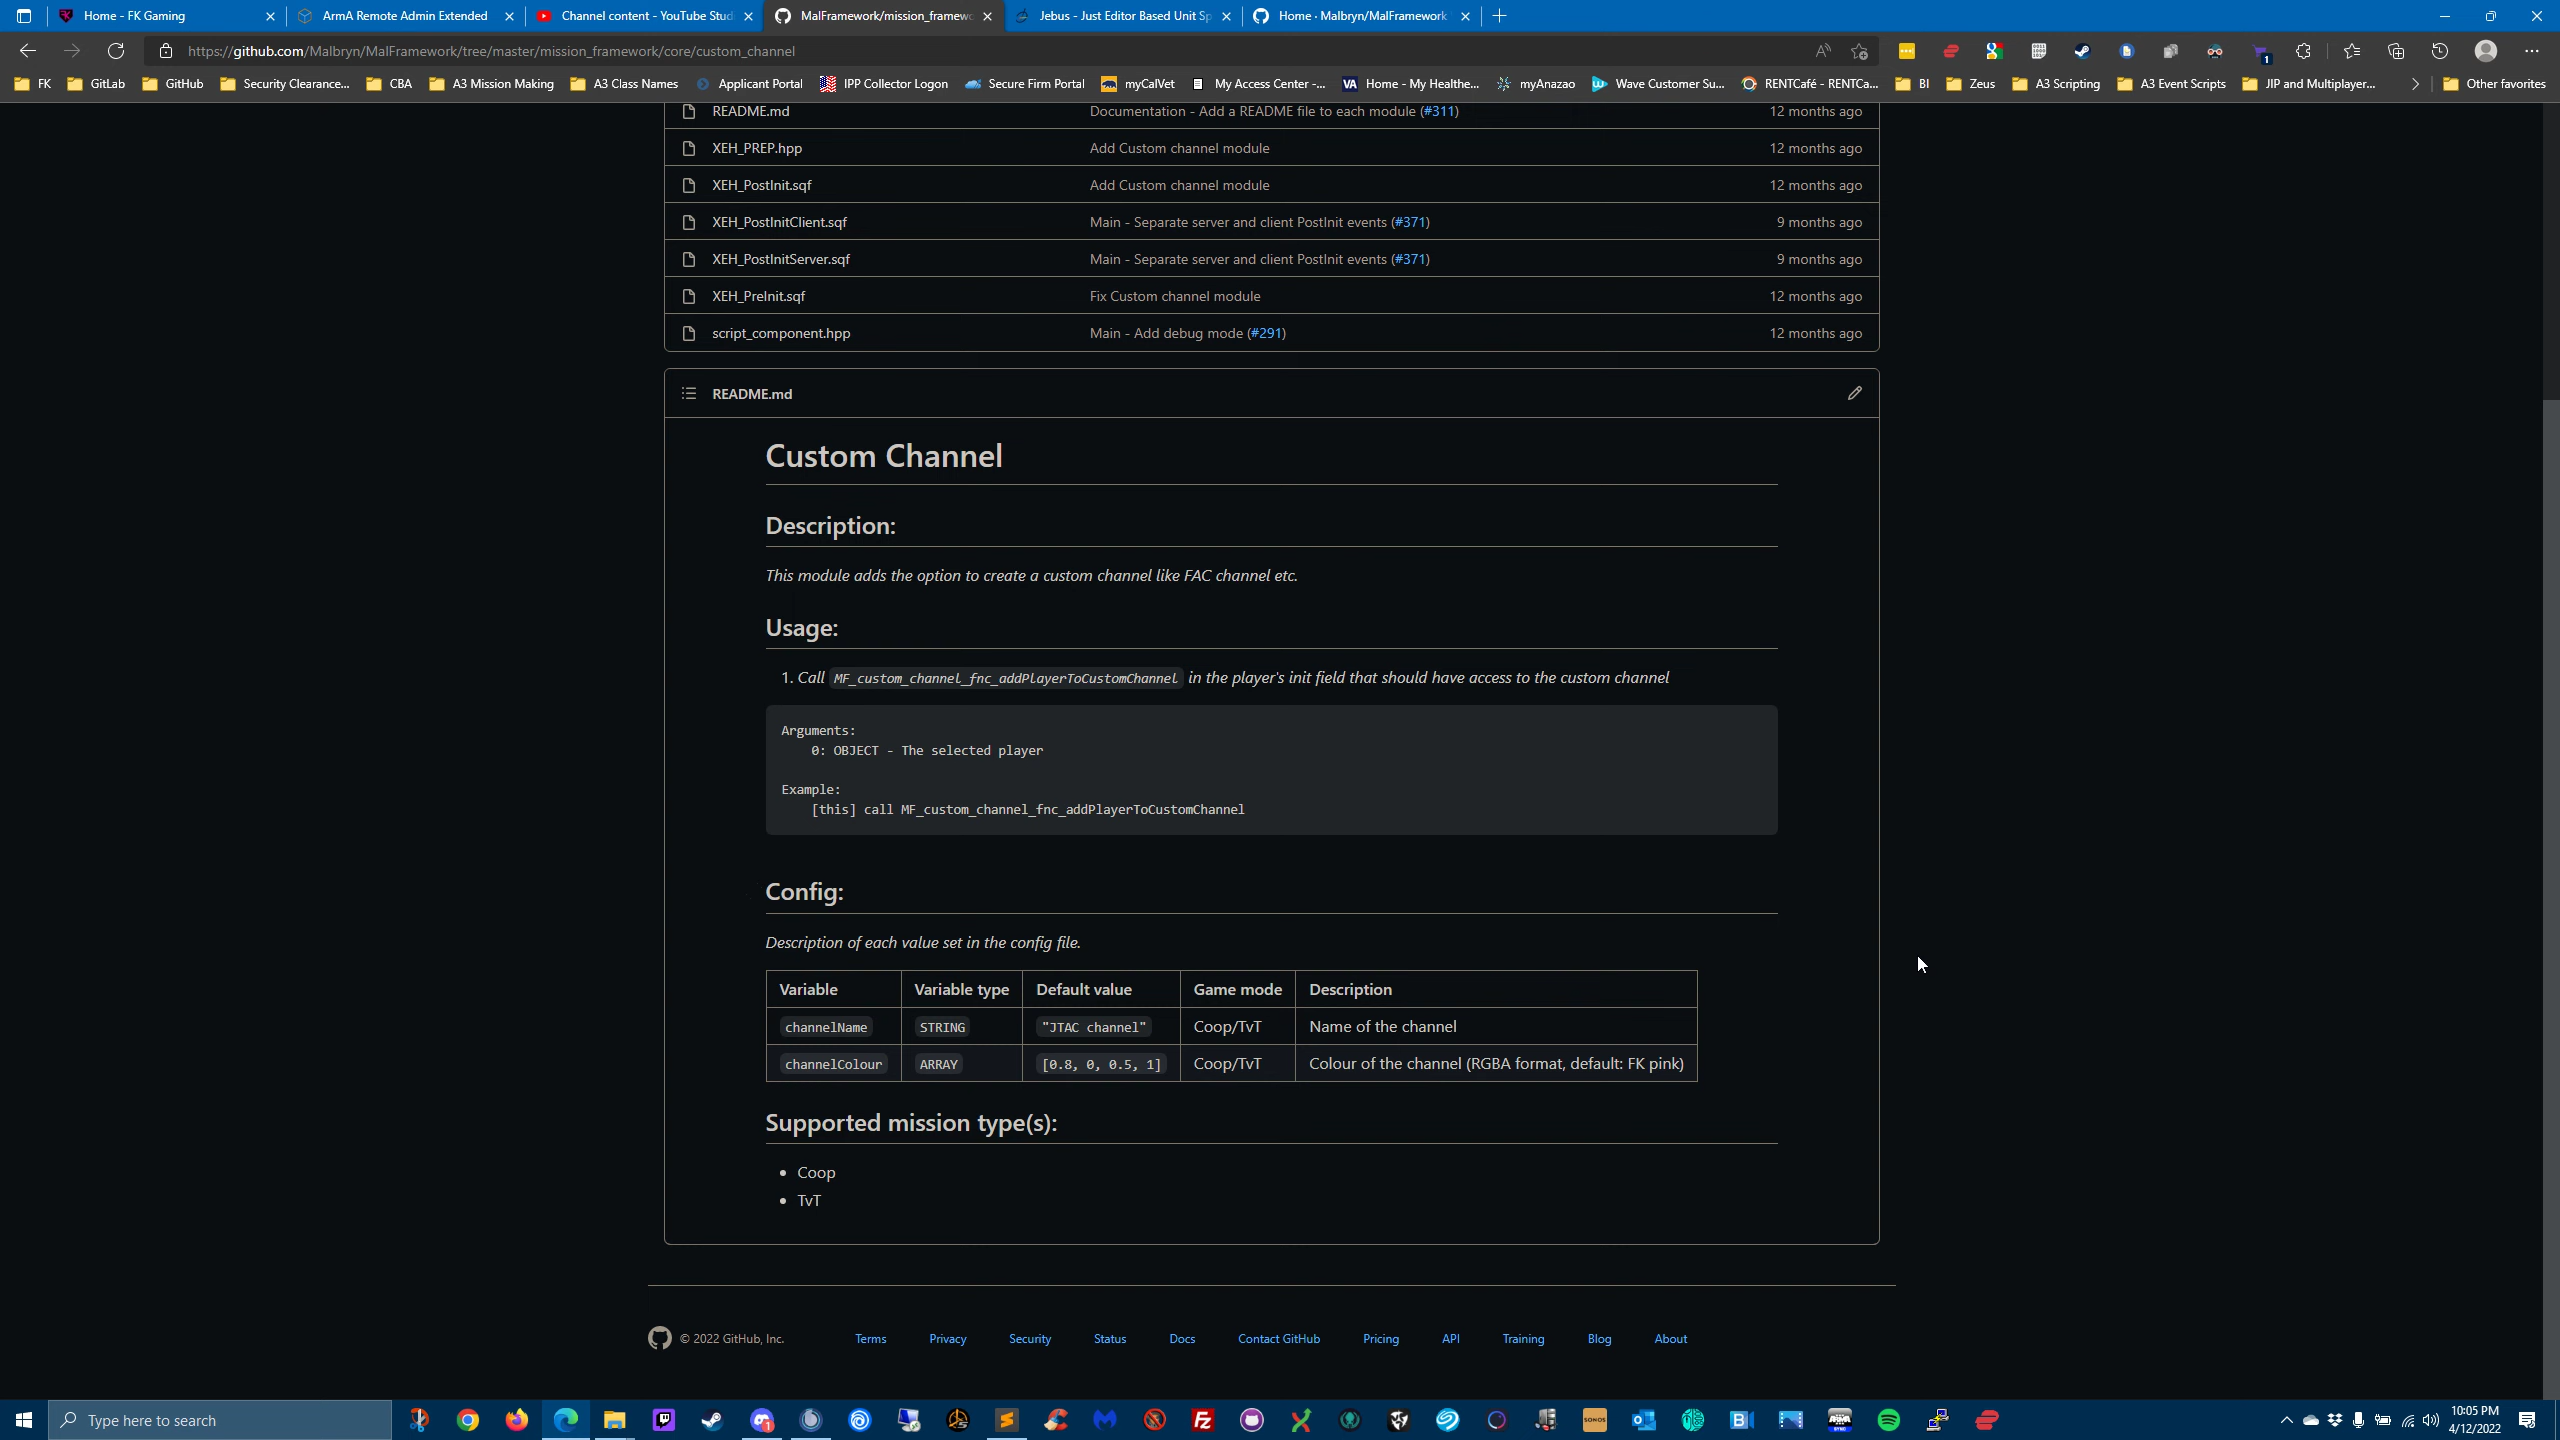 Home - FK Gaming
ArmA Remote Admin Extended
Channel content - YouTube Stud
MalFramework/mission_framewo
Jebus - Just Editor Based Unit Sp
Home · Malbryn/MalFramework
https://github.com/Malbryn/MalFramework/tree/master/mission_framework/core/custom_channel
1
FK
GitLab
GitHub
Security Clearance...
CBA
A3 Mission Making
A3 Class Names
Applicant Portal
IPP Collector Logon
Secure Firm Portal
myCalVet
My Access Center -...
VA Home - My Healthe...
myAnazao
Wave Customer Su...
RENTCafé - RENTCa...
BI
Zeus
A3 Scripting
A3 Event Scripts
JIP and Multiplayer...
Other favorites
README.md Documentation - Add a README file to each module (#311) 12 months ago
XEH_PREP.hpp Add Custom channel module 12 months ago
XEH_PostInit.sqf Add Custom channel module 12 months ago
XEH_PostInitClient.sqf Main - Separate server and client PostInit events (#371) 9 months ago
XEH_PostInitServer.sqf Main - Separate server and client PostInit events (#371) 9 months ago
XEH_PreInit.sqf Fix Custom channel module 12 months ago
script_component.hpp Main - Add debug mode (#291) 12 months ago
README.md
Custom Channel
Description:
This module adds the option to create a custom channel like FAC channel etc.
Usage:
1. Call MF_custom_channel_fnc_addPlayerToCustomChannel in the player's init field that should have access to the custom channel
Arguments:
0: OBJECT - The selected player
Example:
[this] call MF_custom_channel_fnc_addPlayerToCustomChannel
Config:
Description of each value set in the config file.
Variable Variable type Default value Game mode Description
channelName STRING "JTAC channel" Coop/TvT Name of the channel
channelColour ARRAY [0.8, 0, 0.5, 1] Coop/TvT Colour of the channel (RGBA format, default: FK pink)
Supported mission type(s):
• Coop
• TvT
© 2022 GitHub, Inc. Terms Privacy Security Status Docs Contact GitHub Pricing API Training Blog About
Type here to search
SONOS
10:05 PM
4/12/2022